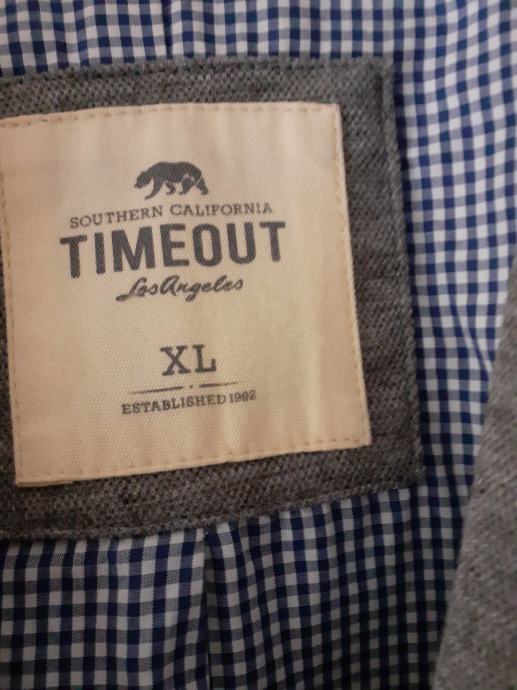 SOUTHERN CALIFORNIA
TIMEOUT
Los Angeles
XL
ESTABLISHED 1992